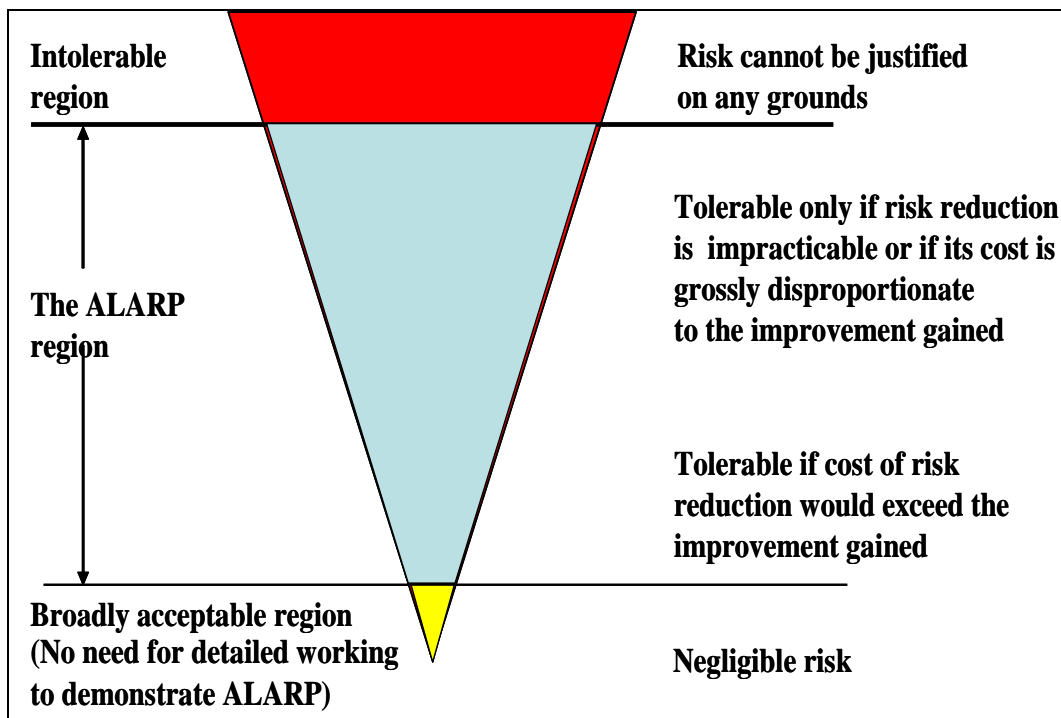 Intolerable
region
Risk cannot be justified
on any grounds
Tolerable only if risk reduction
is impracticable or if its cost is
grossly disproportionate
to the improvement gained
The ALARP
region
Tolerable if cost of risk
reduction would exceed the
improvement gained
Broadly acceptable region
(No need for detailed working
to demonstrate ALARP)
Negligible risk